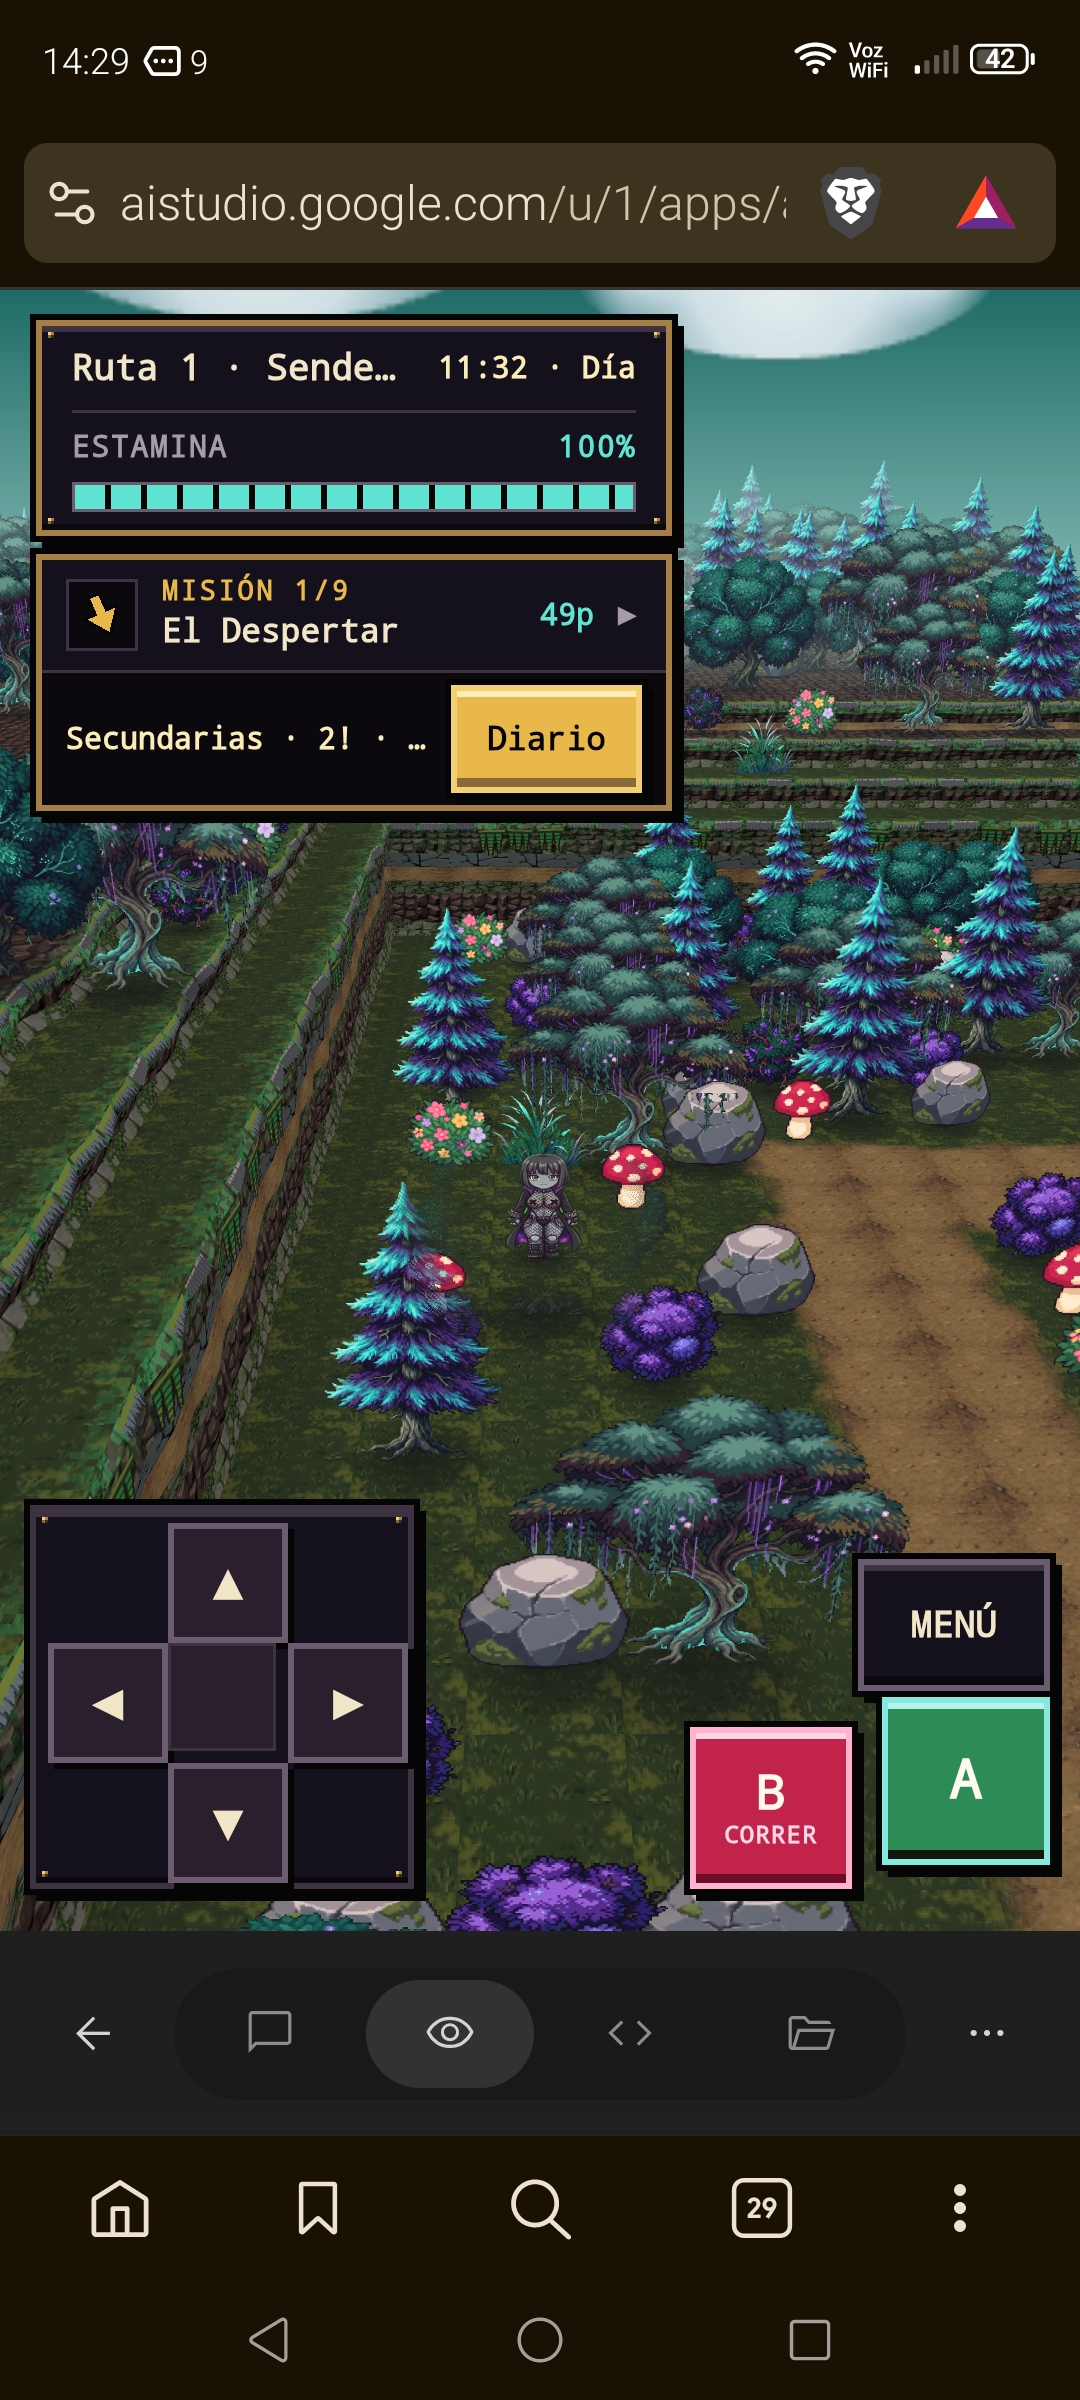 14:29 9 Voz WiFi 42
aistudio.google.com/u/1/apps/
Ruta 1 · Sende… 11:32 · Día
ESTAMINA 100%
MISIÓN 1/9
El Despertar 49p
Secundarias · 2! · … Diario
MENÚ
A
B
CORRER
29